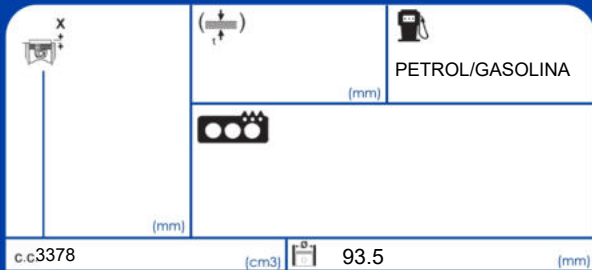 X
t
(mm)
PETROL/GASOLINA
(mm)
c.c3378
(cm3)
Ø
93.5
(mm)